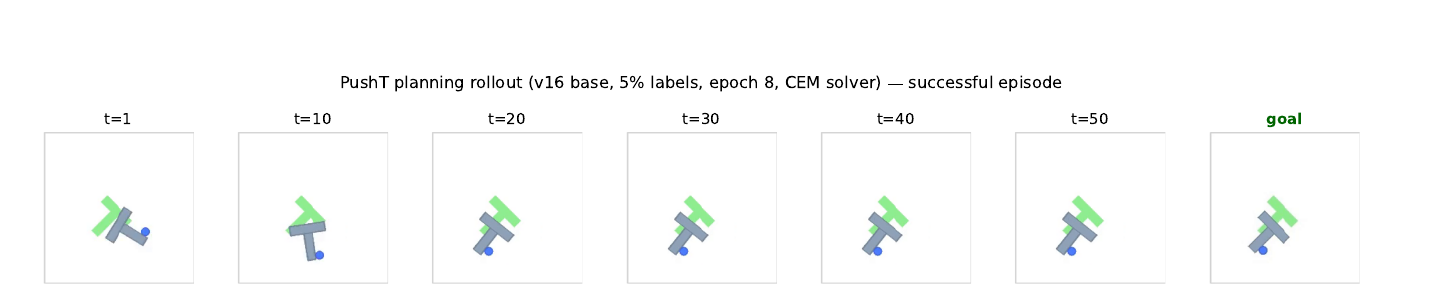 PushT planning rollout (v16 base, 5% labels, epoch 8, CEM solver) — successful episode
t=1 t=10 t=20 t=30 t=40 t=50 goal